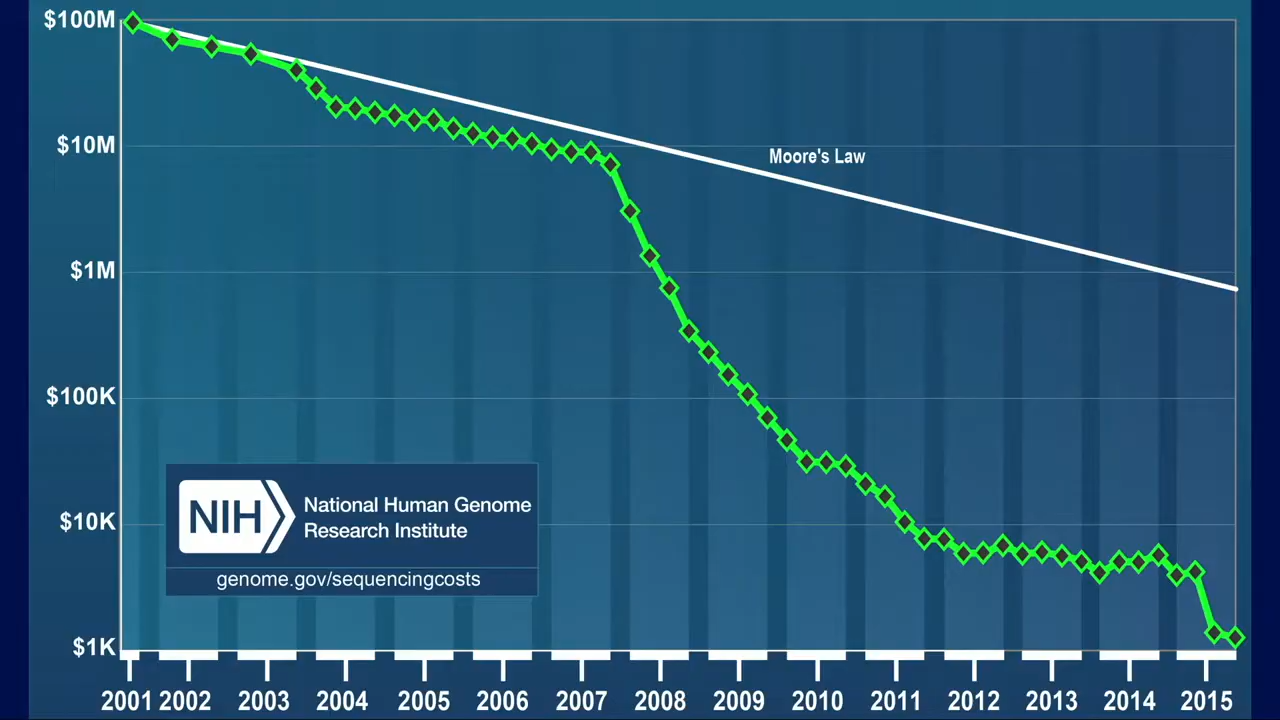 $100M
$10M
Moore's Law
$1M
$100K
$10K
NIH
National Human Genome
Research Institute
genome.gov/sequencingcosts
$1K
2001 2002 2003 2004 2005 2006 2007 2008 2009 2010 2011 2012 2013 2014 2015